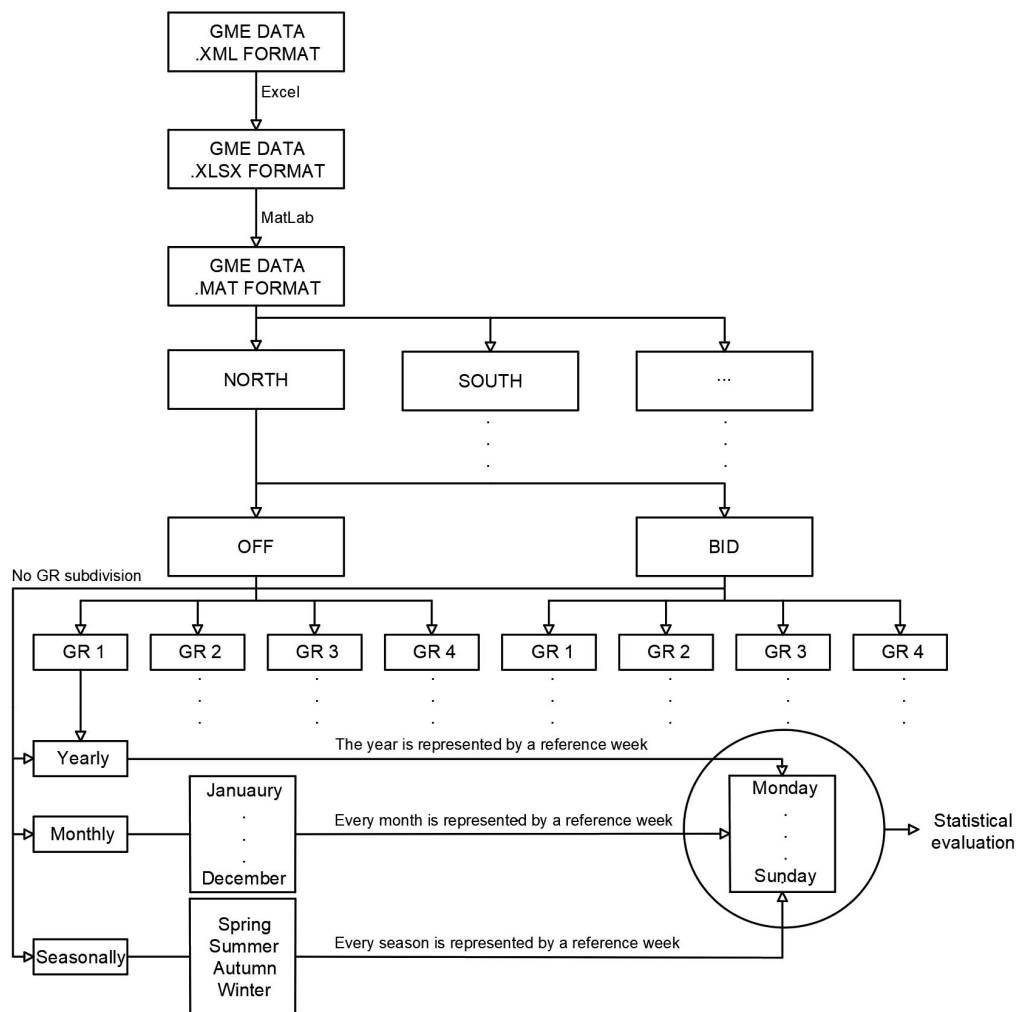 GME DATA
.XML FORMAT
Excel
GME DATA
.XLSX FORMAT
MatLab
GME DATA
.MAT FORMAT
NORTH
SOUTH
...
OFF
BID
No GR subdivision
GR 1
GR 2
GR 3
GR 4
GR 1
GR 2
GR 3
GR 4
Yearly
The year is represented by a reference week
Monthly
Januaury
.
.
.
December
Every month is represented by a reference week
Monday
.
.
.
.
Sunday
Statistical
evaluation
Seasonally
Spring
Summer
Autumn
Winter
Every season is represented by a reference week